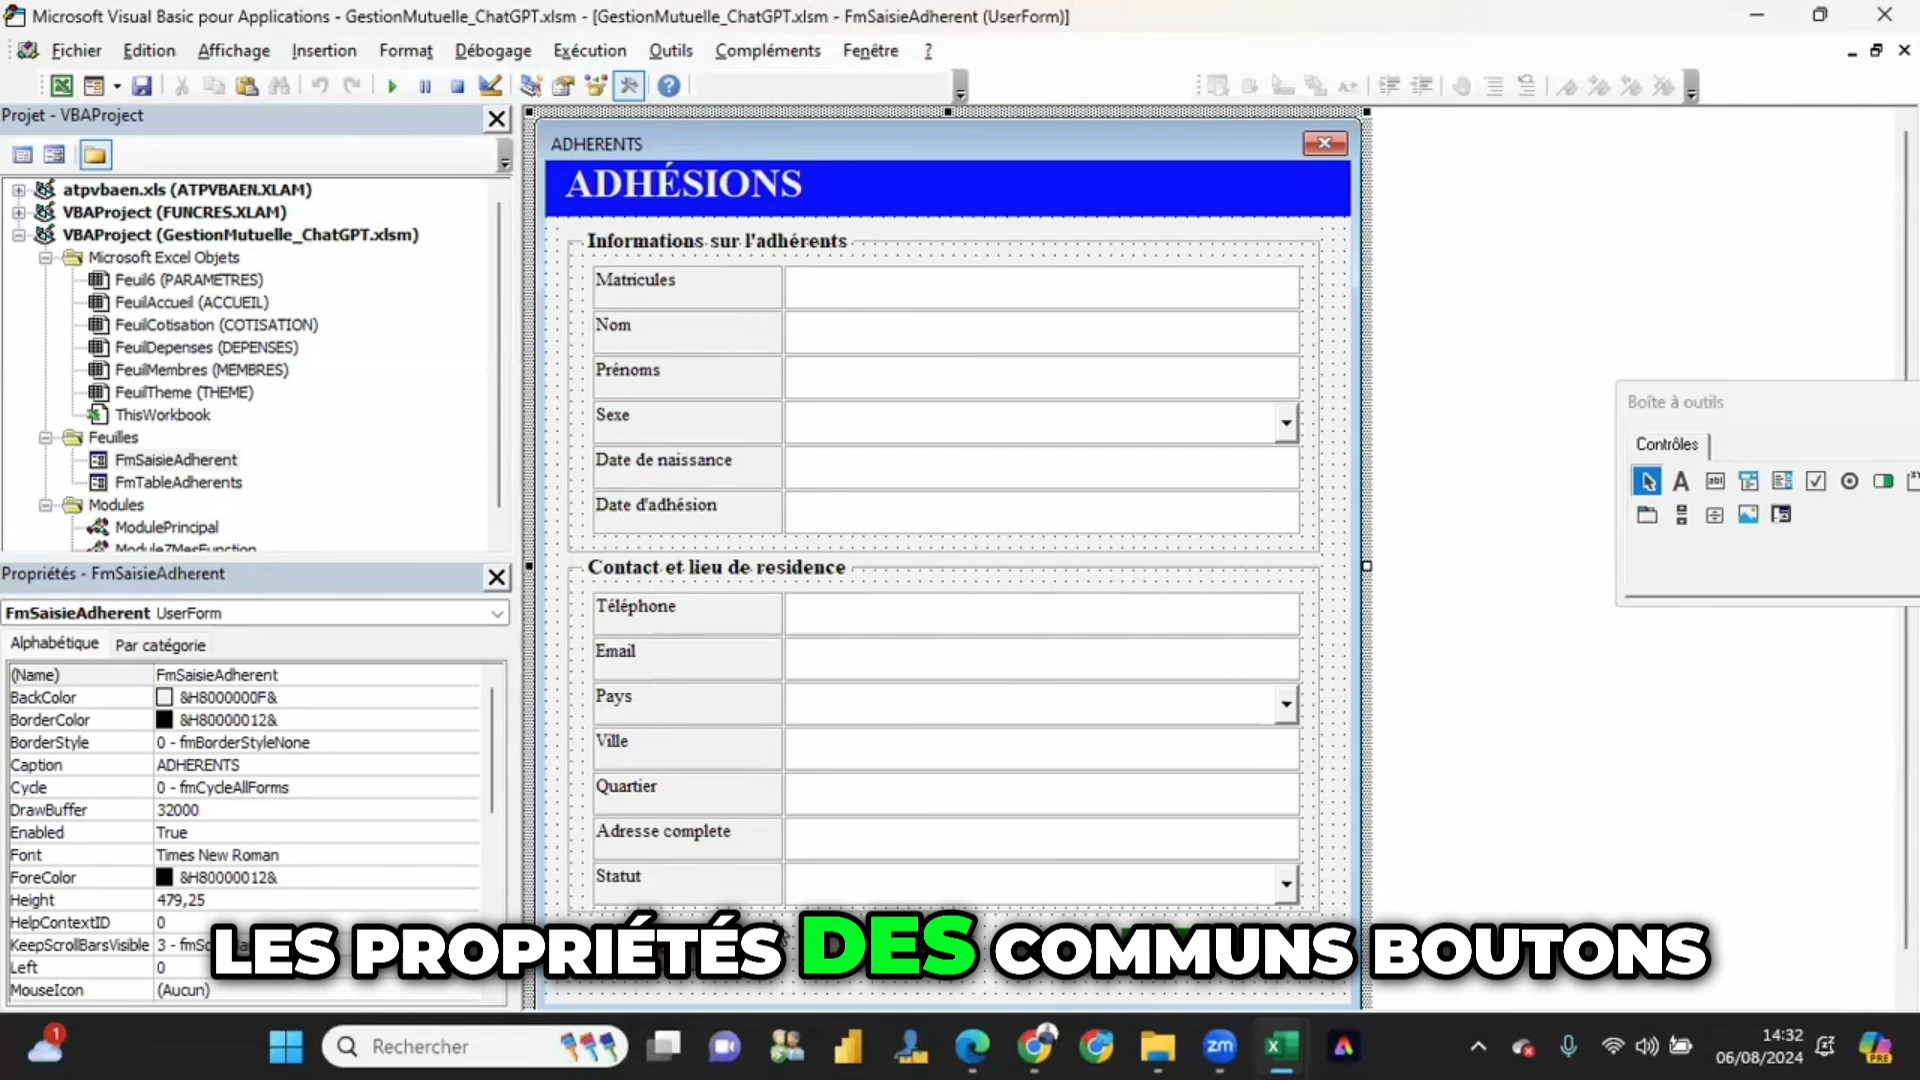 Microsoft Visual Basic pour Applications - GestionMutuelle_ChatGPT.xlsm - [GestionMutuelle_ChatGPT.xlsm - FmSaisieAdherent (UserForm)]
Fichier Edition Affichage Insertion Format Débogage Exécution Outils Compléments Fenêtre ?
Projet - VBAProject
atpvbaen.xls (ATPVBAEN.XLAM)
VBAProject (FUNCRES.XLAM)
VBAProject (GestionMutuelle_ChatGPT.xlsm)
Microsoft Excel Objets
Feuil6 (PARAMETRES)
FeuilAccueil (ACCUEIL)
FeuilCotisation (COTISATION)
FeuilDepenses (DEPENSES)
FeuilMembres (MEMBRES)
FeuilTheme (THEME)
ThisWorkbook
Feuilles
FmSaisieAdherent
FmTableAdherents
Modules
ModulePrincipal
ModuleZMesFunction
Propriétés - FmSaisieAdherent
FmSaisieAdherent UserForm
Alphabétique Par catégorie
(Name) FmSaisieAdherent
BackColor &H8000000F&
BorderColor &H80000012&
BorderStyle 0 - fmBorderStyleNone
Caption ADHERENTS
Cycle 0 - fmCycleAllForms
DrawBuffer 32000
Enabled True
Font Times New Roman
ForeColor &H80000012&
Height 479,25
HelpContextID 0
KeepScrollBarsVisible
Left 0
MouseIcon (Aucun)
ADHERENTS
ADHÉSIONS
Informations sur l'adhérents
Matricules
Nom
Prénoms
Sexe
Date de naissance
Date d'adhésion
Contact et lieu de residence
Téléphone
Email
Pays
Ville
Quartier
Adresse complete
Statut
Boîte à outils
Contrôles
LES PROPRIÉTÉS DES COMMUNS BOUTONS
1
Rechercher
zm
14:32
06/08/2024
PRE